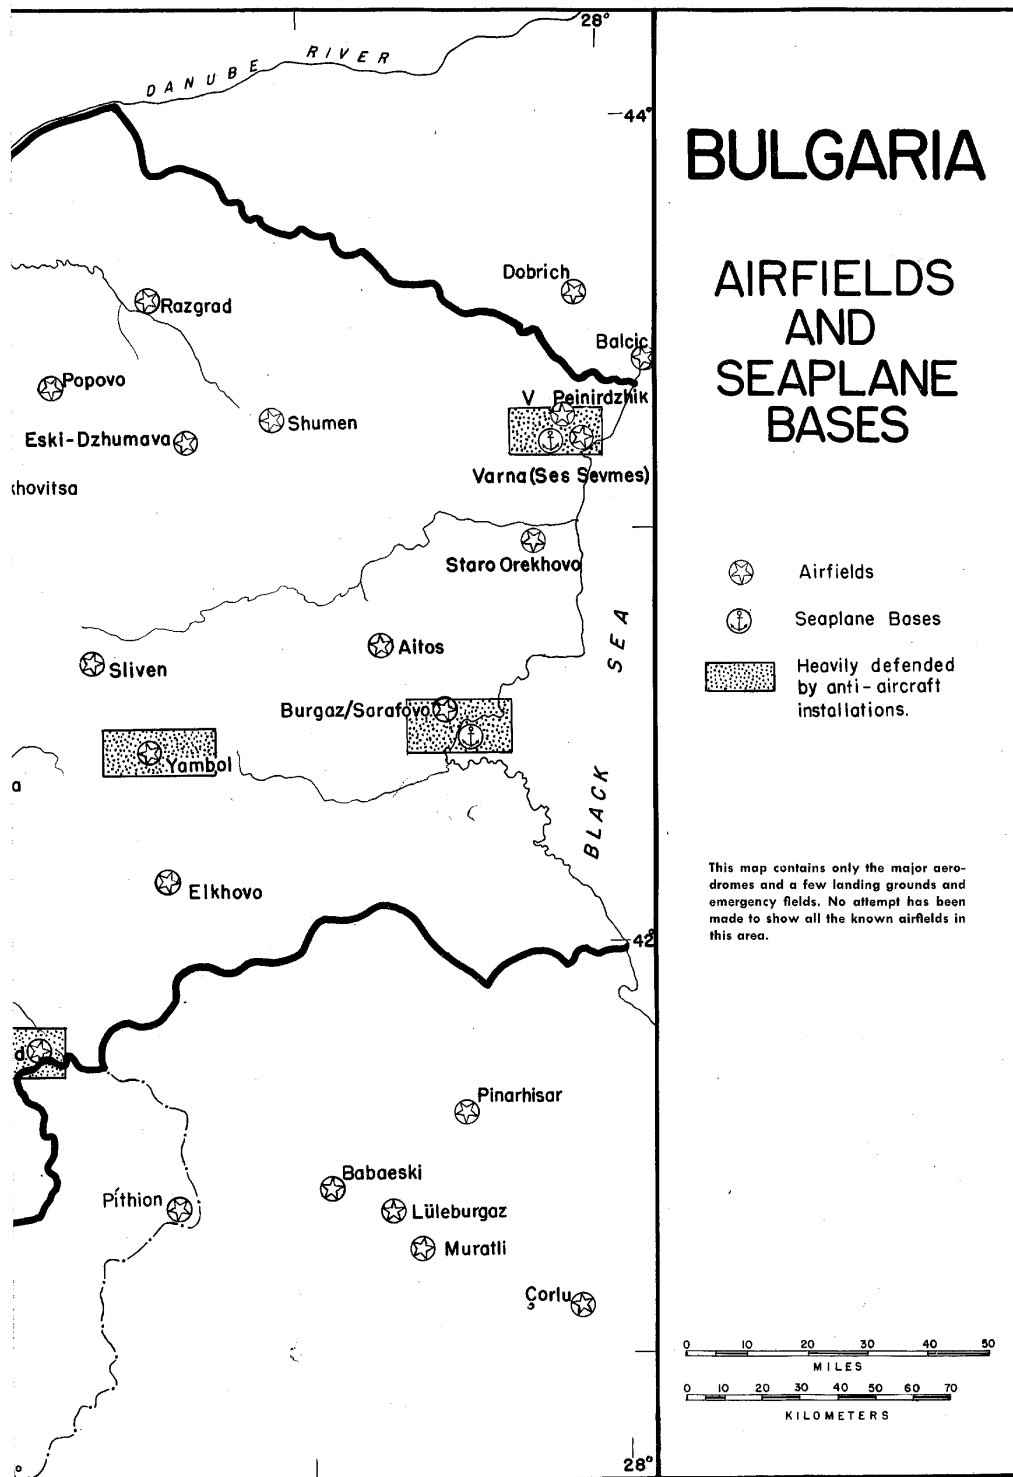 28°
DANUBE RIVER
44°
BULGARIA
AIRFIELDS
AND
SEAPLANE
BASES
Dobrich
Razgrad
Balcic
Popovo
V Peinirdzhik
Shumen
Eski-Dzhumava
Varna (Ses Sevmes)
khovitsa
Staro Orekhovo
Airfields
Seaplane Bases
Heavily defended
by anti-aircraft
installations.
BLACK SEA
Aitos
Sliven
Burgaz/Sarafovo
Yambol
a
Elkhovo
This map contains only the major aero-
dromes and a few landing grounds and
emergency fields. No attempt has been
made to show all the known airfields in
this area.
42°
d
Pinarhisar
Babaeski
Píthion
Lüleburgaz
Muratli
Çorlu
0 10 20 30 40 50
MILES
0 10 20 30 40 50 60 70
KILOMETERS
28°